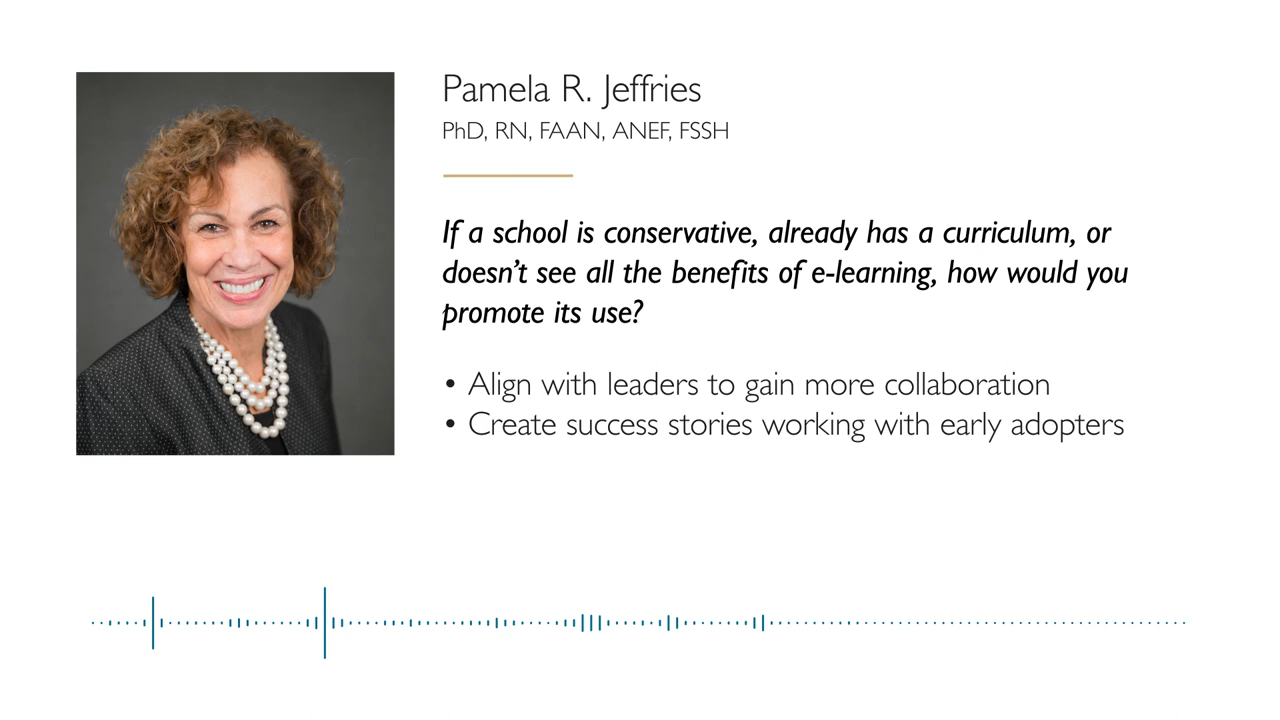 Pamela R. Jeffries
PhD, RN, FAAN, ANEF, FSSH
If a school is conservative, already has a curriculum, or
doesn’t see all the benefits of e-learning, how would you
promote its use?
• Align with leaders to gain more collaboration
• Create success stories working with early adopters